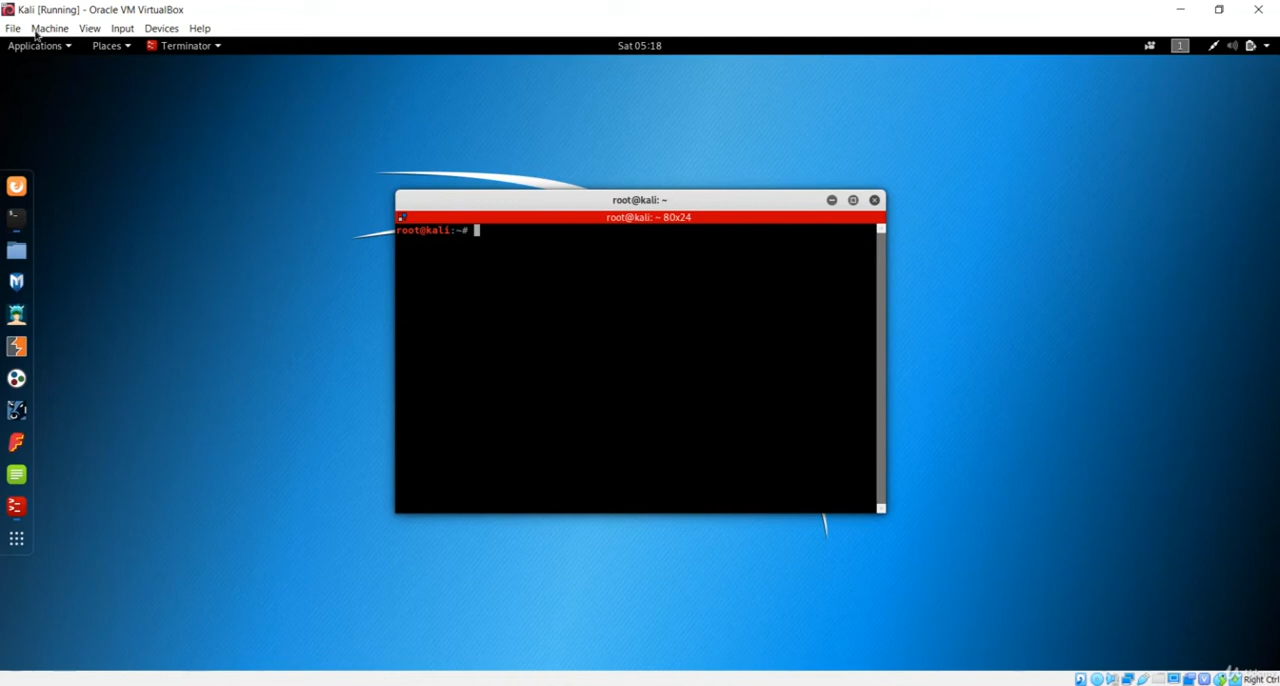 Kali [Running] - Oracle VM VirtualBox
File Machine View Input Devices Help
Applications Places Terminator Sat 05:18 1
root@kali: ~
root@kali: ~ 80x24
root@kali:~#
Right Ctrl